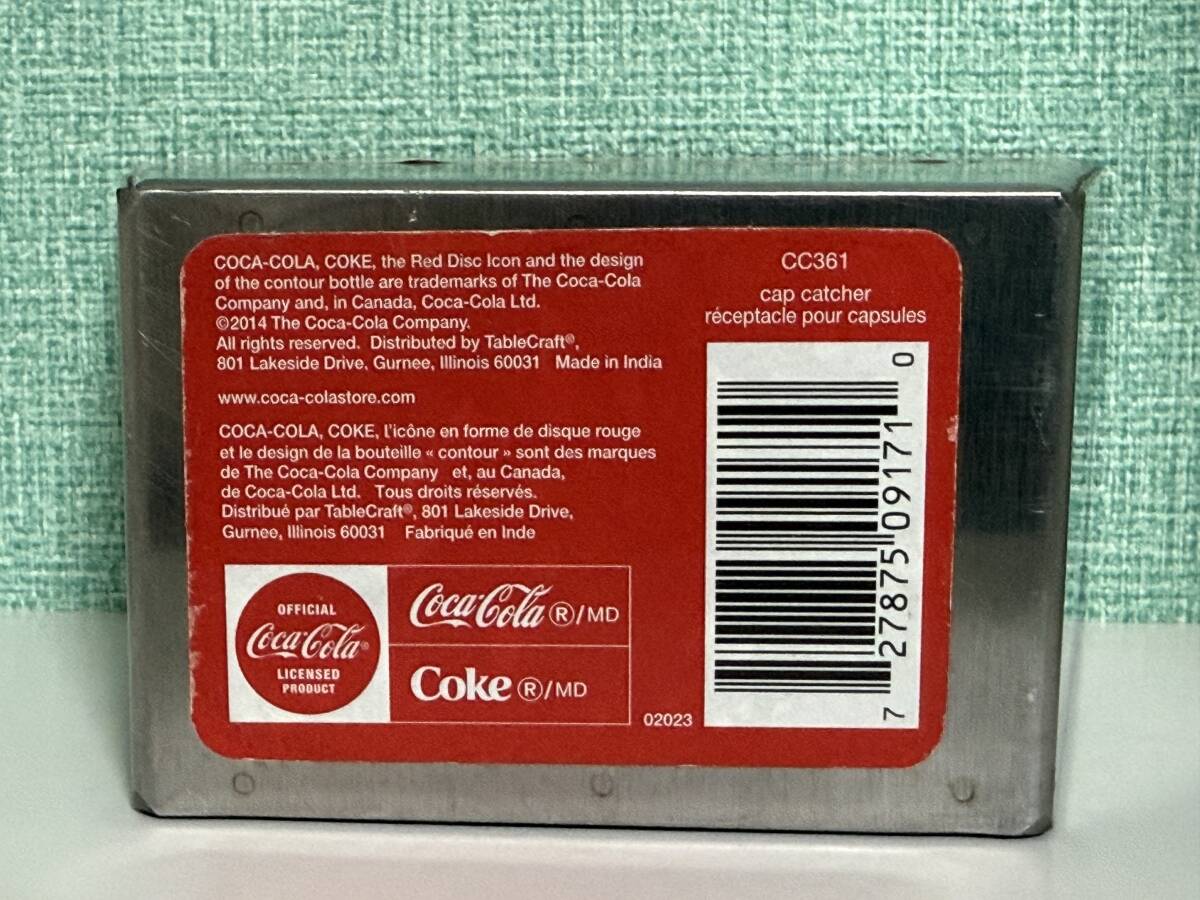 COCA-COLA, COKE, the Red Disc Icon and the design
of the contour bottle are trademarks of The Coca-Cola
Company and, in Canada, Coca-Cola Ltd.
©2014 The Coca-Cola Company.
All rights reserved. Distributed by TableCraft®,
801 Lakeside Drive, Gurnee, Illinois 60031 Made in India
www.coca-colastore.com
COCA-COLA, COKE, l'icône en forme de disque rouge
et le design de la bouteille « contour » sont des marques
de The Coca-Cola Company et, au Canada,
de Coca-Cola Ltd. Tous droits réservés.
Distribué par TableCraft®, 801 Lakeside Drive,
Gurnee, Illinois 60031 Fabriqué en Inde
OFFICIAL
Coca-Cola®
LICENSED
PRODUCT
Coca-Cola ®/MD
Coke ®/MD
02023
CC361
cap catcher
réceptacle pour capsules
7 27875 09171 0